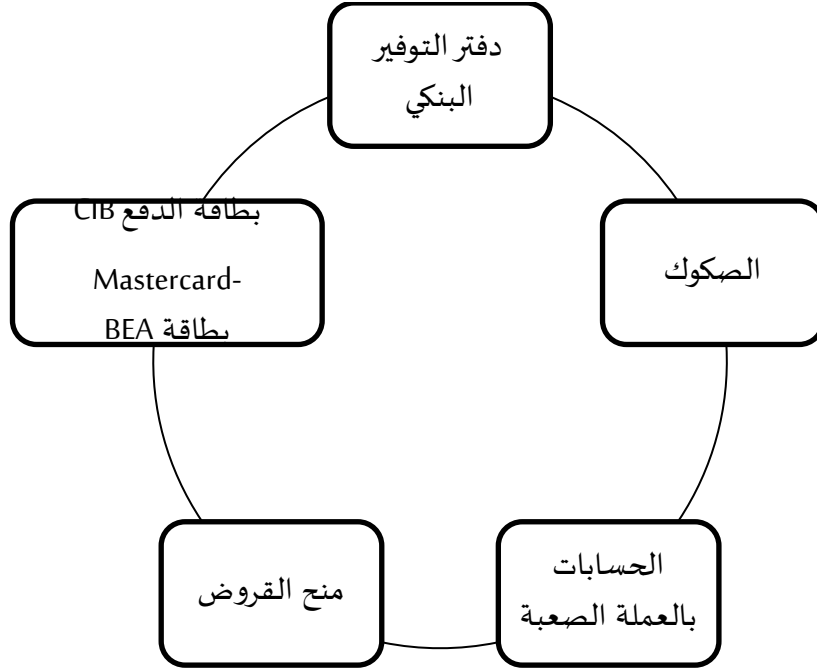 دفتر التوفير
البنكي
الصكوك
الحسابات
بالعملة الصعبة
منح القروض
بطاقة الدفع CIB
Mastercard-
بطاقة BEA